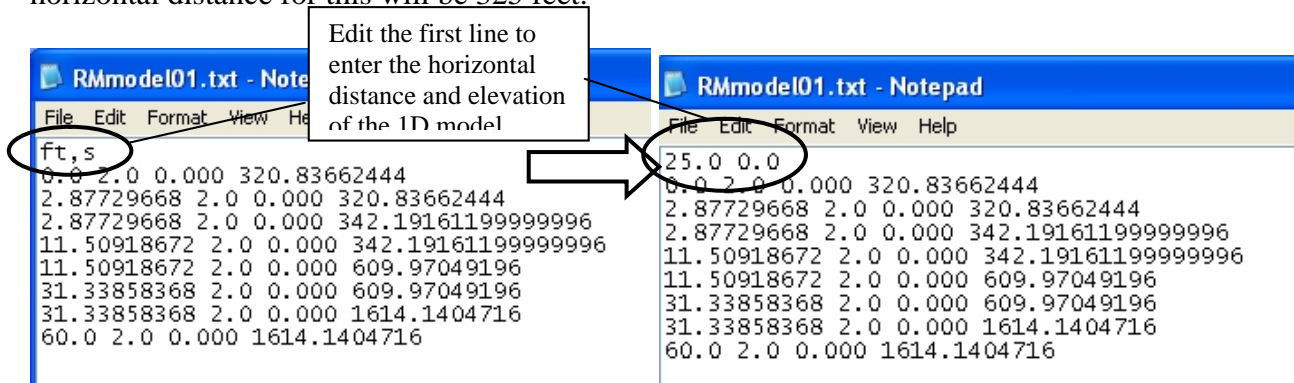 horizontal distance for this will be 325 feet.
Edit the first line to
enter the horizontal
distance and elevation
of the 1D model
RMmodel01.txt - Note
File Edit Format View He
ft,s
0.0 2.0 0.000 320.83662444
2.87729668 2.0 0.000 320.83662444
2.87729668 2.0 0.000 342.19161199999996
11.50918672 2.0 0.000 342.19161199999996
11.50918672 2.0 0.000 609.97049196
31.33858368 2.0 0.000 609.97049196
31.33858368 2.0 0.000 1614.1404716
60.0 2.0 0.000 1614.1404716
RMmodel01.txt - Notepad
File Edit Format View Help
25.0 0.0
0.0 2.0 0.000 320.83662444
2.87729668 2.0 0.000 320.83662444
2.87729668 2.0 0.000 342.19161199999996
11.50918672 2.0 0.000 342.19161199999996
11.50918672 2.0 0.000 609.97049196
31.33858368 2.0 0.000 609.97049196
31.33858368 2.0 0.000 1614.1404716
60.0 2.0 0.000 1614.1404716